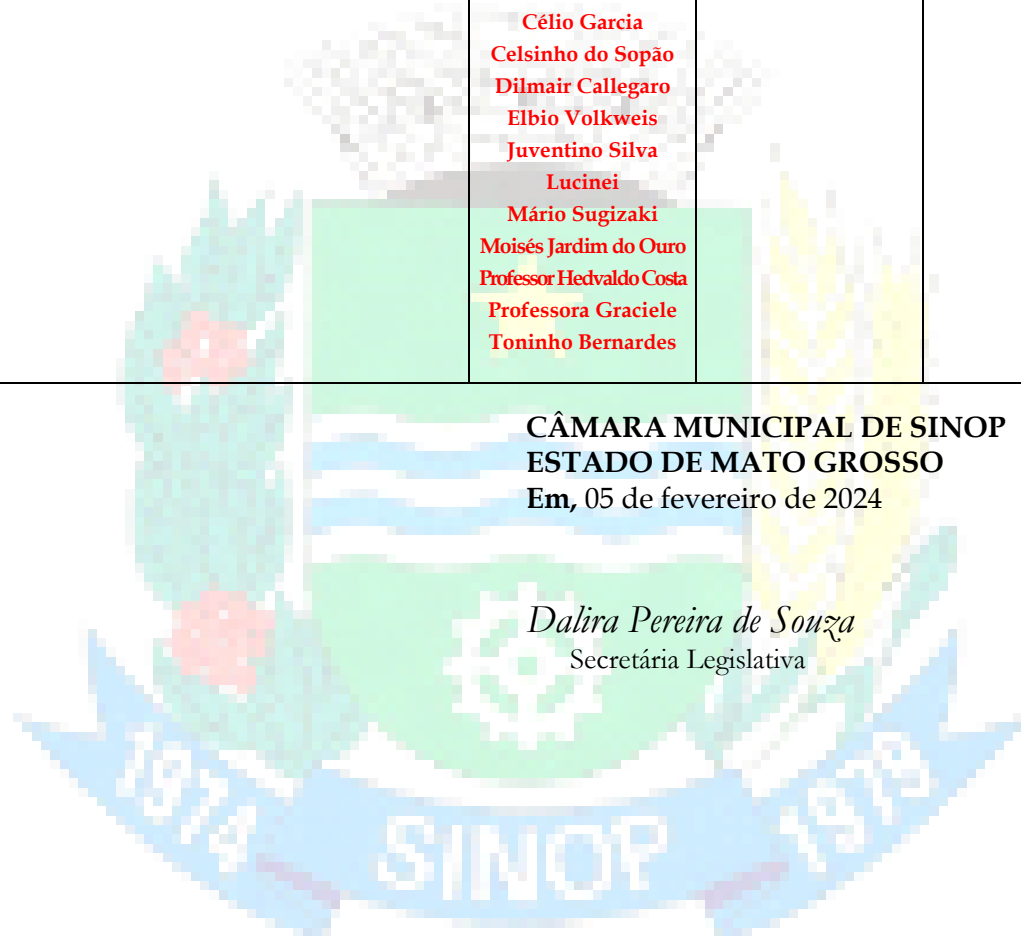 Célio Garcia
Celsinho do Sopão
Dilmair Callegaro
Elbio Volkweis
Juventino Silva
Lucinei
Mário Sugizaki
Moisés Jardim do Ouro
Professor Hedvaldo Costa
Professora Graciele
Toninho Bernardes
CÂMARA MUNICIPAL DE SINOP
ESTADO DE MATO GROSSO
Em, 05 de fevereiro de 2024
Dalira Pereira de Souza
Secretária Legislativa
1974 SINOP 1979